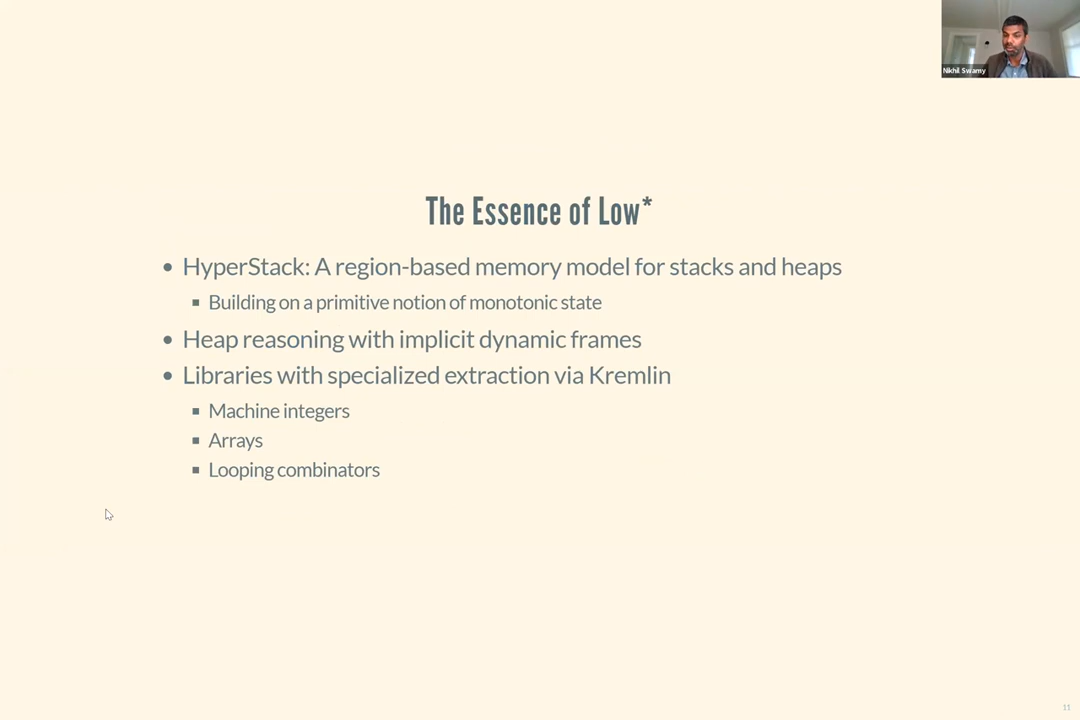 Nikhil Swamy
The Essence of Low*
• HyperStack: A region-based memory model for stacks and heaps
▪ Building on a primitive notion of monotonic state
• Heap reasoning with implicit dynamic frames
• Libraries with specialized extraction via Kremlin
▪ Machine integers
▪ Arrays
▪ Looping combinators
11